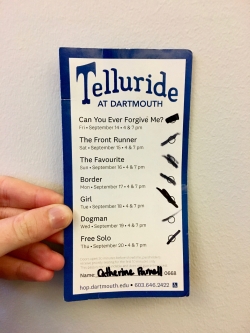 Telluride
AT DARTMOUTH
Can You Ever Forgive Me?
Fri • September 14 • 4 & 7 pm
The Front Runner
Sat • September 15 • 4 & 7 pm
The Favourite
Sun • September 16 • 4 & 7 pm
Border
Mon • September 17 • 4 & 7 pm
Girl
Tue • September 18 • 4 & 7 pm
Dogman
Wed • September 19 • 4 & 7 pm
Free Solo
Thu • September 20 • 4 & 7 pm
Name Catherine Parnell 0668
hop.dartmouth.edu • 603.646.2422